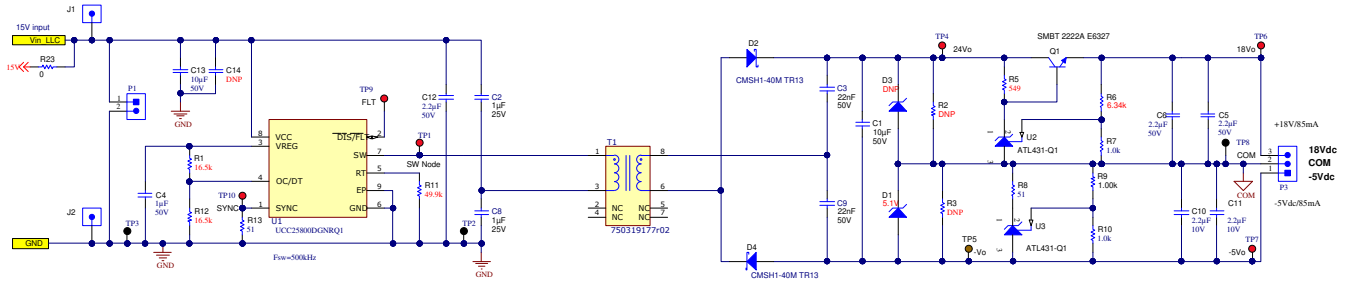 J1
15V input
Vin_LLC
15V
R23
0
P1
1
2
C13
10µF
50V
C14
DNP
GND
C12
2.2µF
50V
C2
1µF
25V
TP9
FLT
TP1
SW Node
8
3
4
1
VCC
VREG
OC/DT
SYNC
DIS/FLT
SW
RT
EP
GND
2
7
5
9
6
U1
UCC25800DGNRQ1
Fsw=500kHz
R1
16.5k
C4
1µF
50V
R12
16.5k
TP10
SYNC
R13
51
R11
49.9k
J2
TP3
GND
GND
TP2
C8
1µF
25V
GND
T1
1
3
2
4
8
6
5
7
NC
NC
NC
NC
750319177r02
D2
CMSH1-40M TR13
D4
CMSH1-40M TR13
C3
22nF
50V
C9
22nF
50V
C1
10µF
50V
D3
DNP
D1
5.1V
R2
DNP
R3
DNP
TP4
24Vo
SMBT 2222A E6327
Q1
R5
549
1
2
3
U2
ATL431-Q1
R6
6.34k
R7
1.0k
R8
51
R9
1.00k
1
2
3
U3
ATL431-Q1
R10
1.0k
TP5
-Vo
C6
2.2µF
50V
C5
2.2µF
50V
C10
2.2µF
10V
C11
2.2µF
10V
TP6
18Vo
TP8
COM
COM
TP7
-5Vo
+18V/85mA
3
2
1
18Vdc
COM
-5Vdc
P3
-5Vdc/85mA